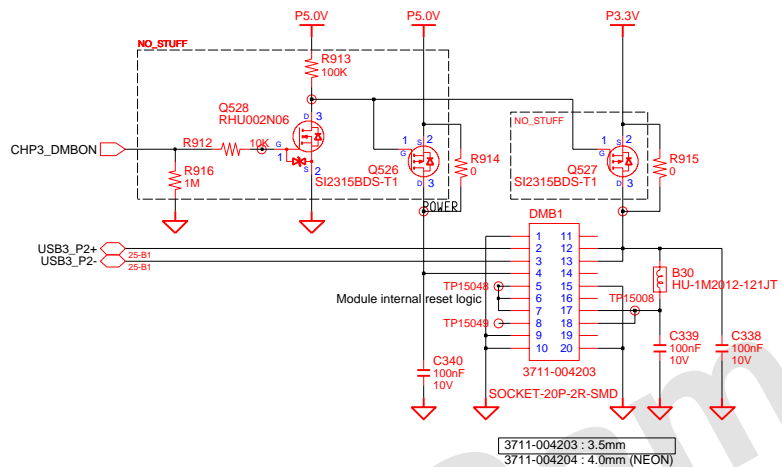 P5.0V
P5.0V
P3.3V
NO_STUFF
R913
100K
Q528
RHU002N06
D 3
NO_STUFF
CHP3_DMBON
R912
10K
G
1
S
2
1
S 2
G
D 3
1
S 2
G
D 3
R916
1M
Q526
SI2315BDS-T1
R914
0
Q527
SI2315BDS-T1
R915
0
POWER
DMB1
USB3_P2+
25-B1
USB3_P2-
25-B1
1 11
2 12
3 13
4 14
5 15
6 16
7 17
8 18
9 19
10 20
B30
HU-1M2012-121JT
TP15048
TP15008
Module internal reset logic
TP15049
C340
100nF
10V
C339
100nF
10V
C338
100nF
10V
3711-004203
SOCKET-20P-2R-SMD
3711-004203 : 3.5mm
3711-004204 : 4.0mm (NEON)